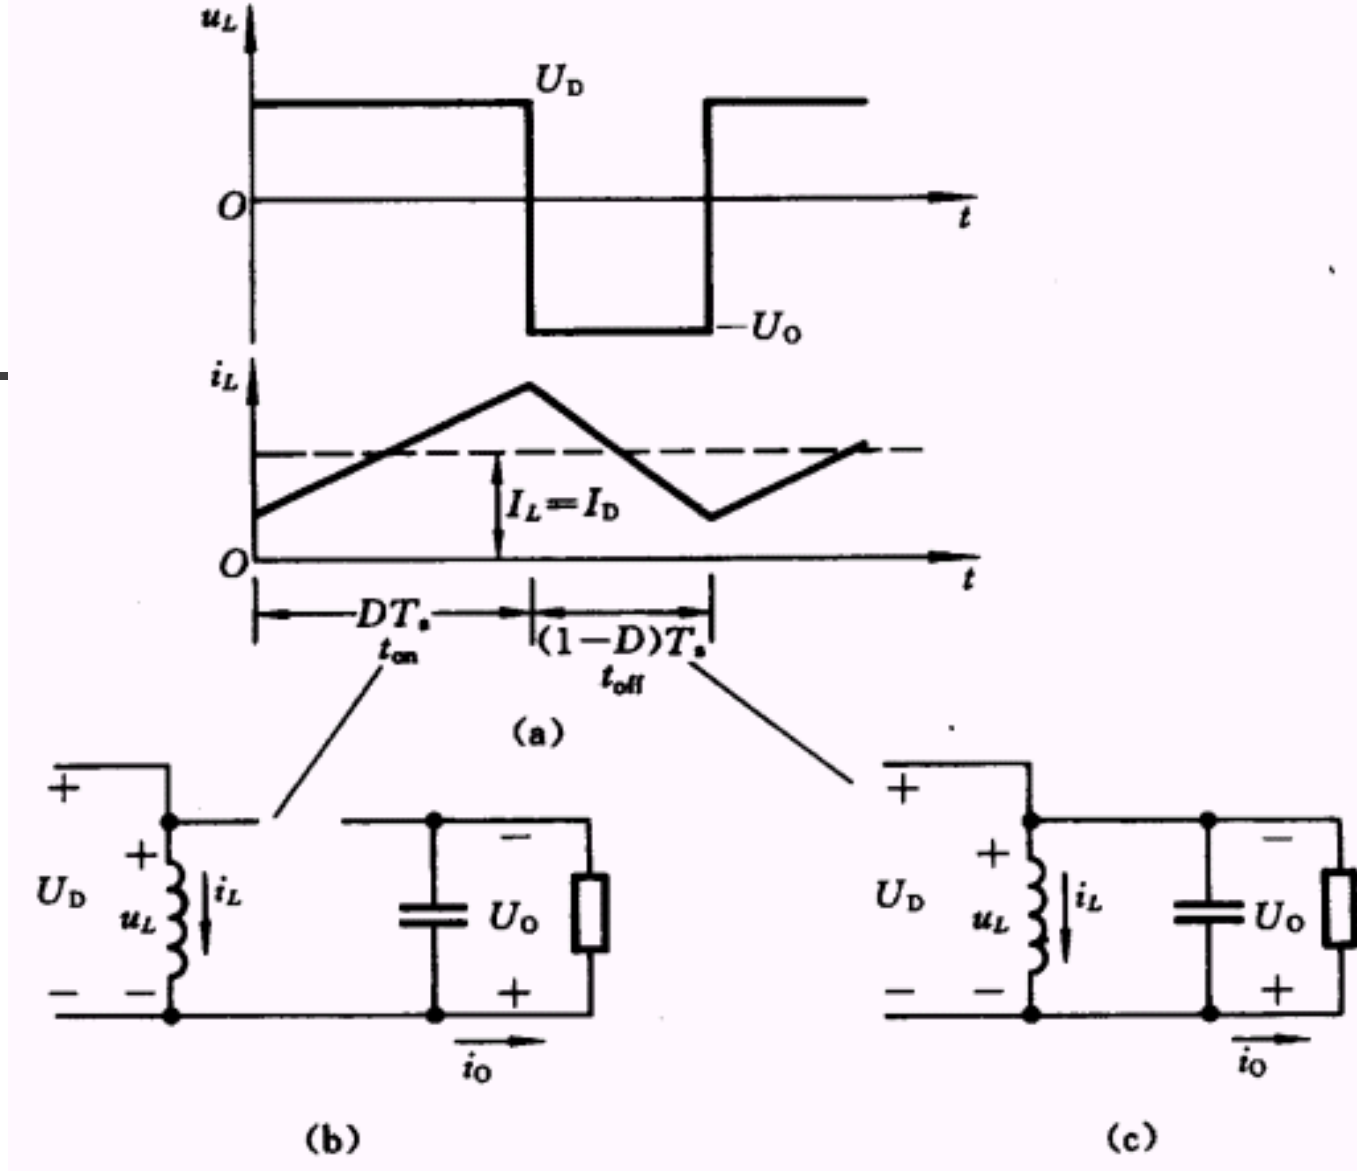 u_L
U_D
O
t
−U_O
i_L
I_L=I_D
O
t
DT_s
(1−D)T_s
t_on
t_off
(a)
+
+
U_D
u_L
i_L
−
−
−
U_O
+
i_O
+
+
U_D
u_L
i_L
−
−
−
U_O
+
i_O
(b)
(c)